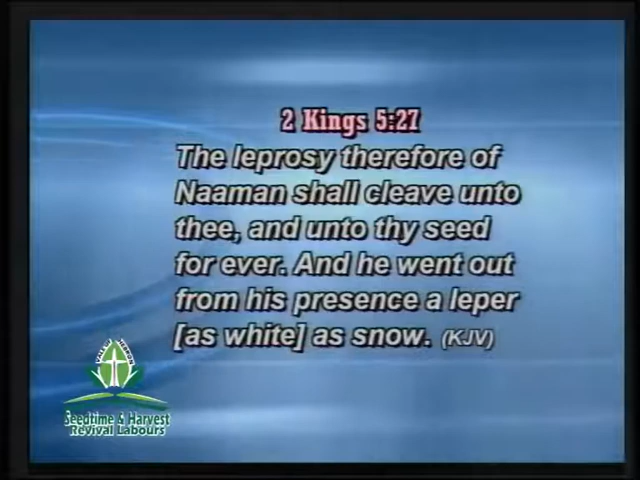 2 Kings 5:27
The leprosy therefore of
Naaman shall cleave unto
thee, and unto thy seed
for ever. And he went out
from his presence a leper
[as white] as snow. (KJV)
Seedtime & Harvest
Revival Labours